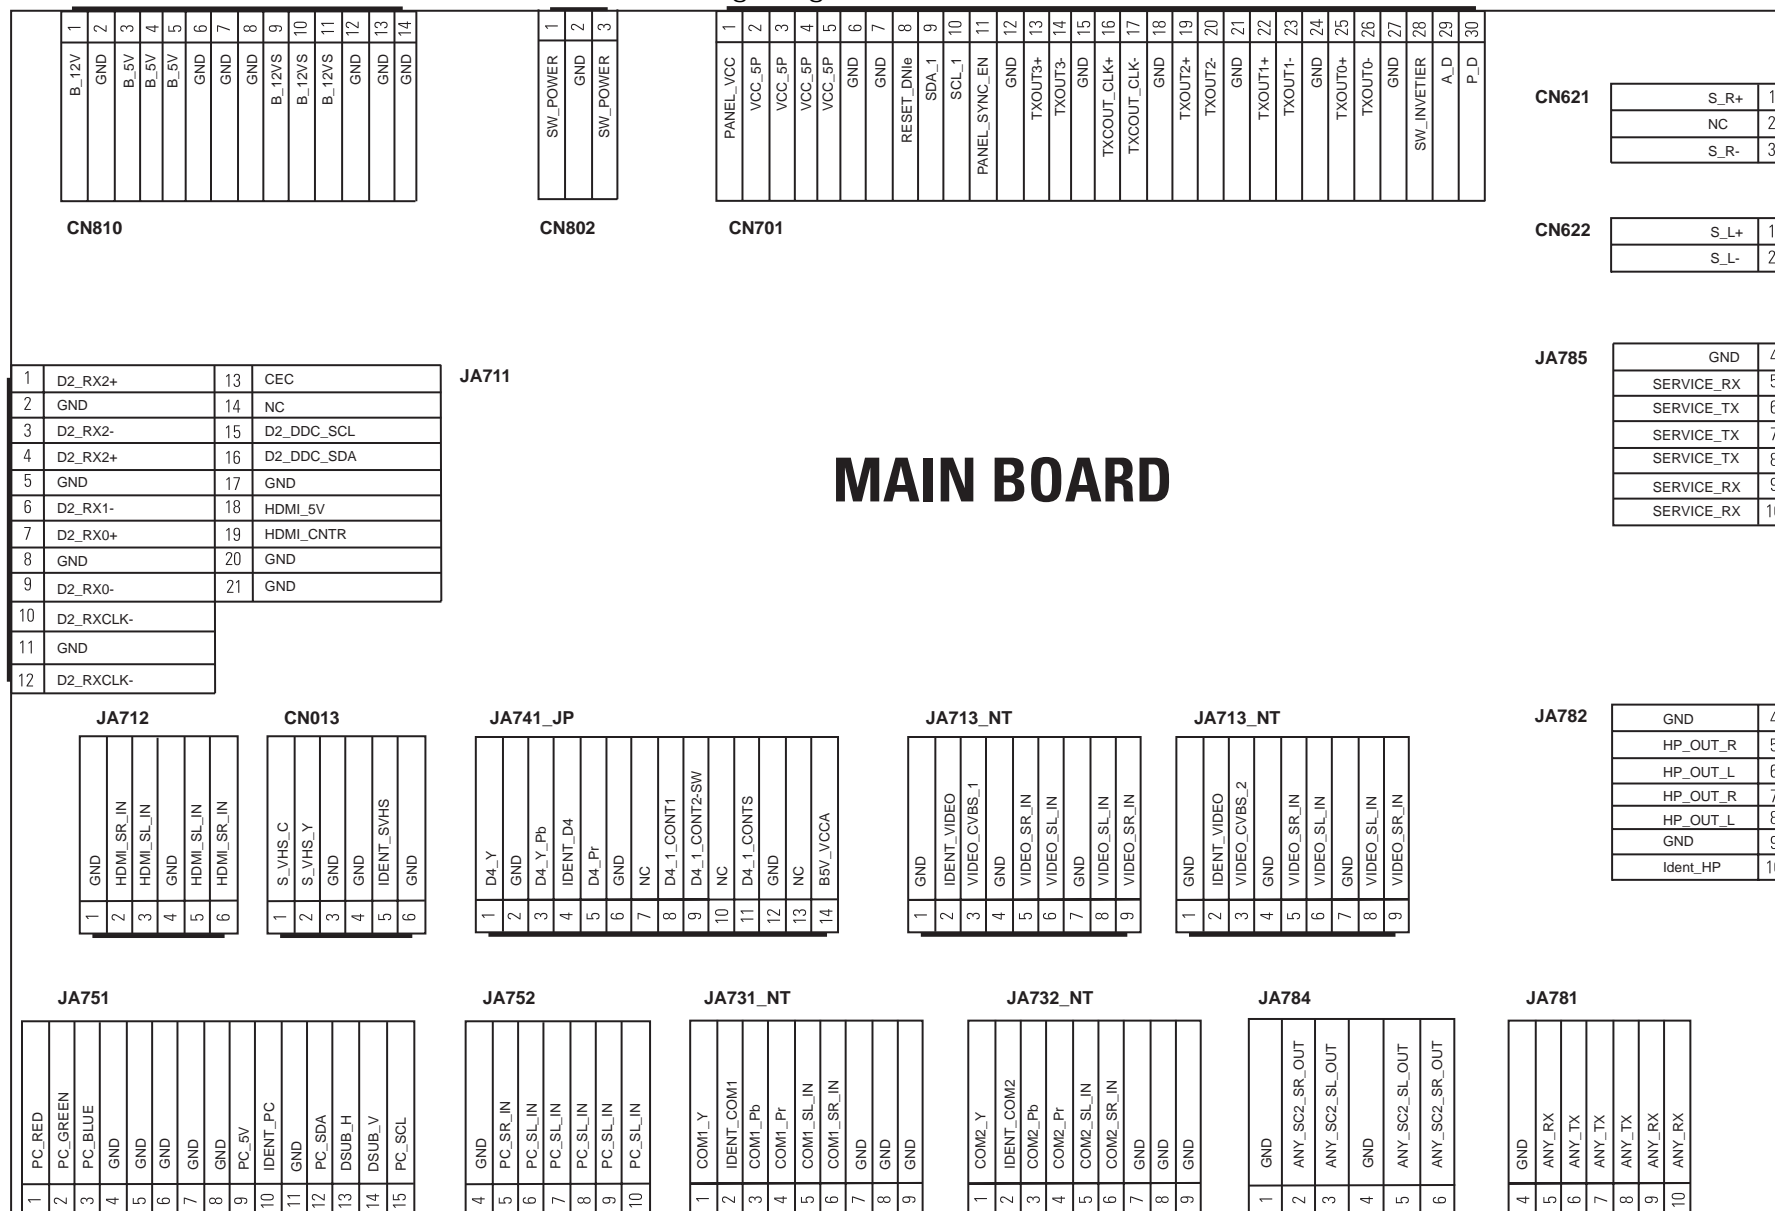 1 B_12V
2 GND
3 B_5V
4 B_5V
5 B_5V
6 GND
7 GND
8 GND
9 B_12VS
10 B_12VS
11 B_12VS
12 GND
13 GND
14 GND
CN810
1 SW_POWER
2 GND
3 SW_POWER
CN802
1 PANEL_VCC
2 VCC_5P
3 VCC_5P
4 VCC_5P
5 VCC_5P
6 GND
7 GND
8 RESET_DNIe
9 SDA_1
10 SCL_1
11 PANEL_SYNC_EN
12 GND
13 TXOUT3+
14 TXOUT3-
15 GND
16 TXCOUT_CLK+
17 TXCOUT_CLK-
18 GND
19 TXOUT2+
20 TXOUT2-
21 GND
22 TXOUT1+
23 TXOUT1-
24 GND
25 TXOUT0+
26 TXOUT0-
27 GND
28 SW_INVETIER
29 A_D
30 P_D
CN701
CN621
S_R+ 1
NC 2
S_R- 3
CN622
S_L+ 1
S_L- 2
JA711
1 D2_RX2+ 13 CEC
2 GND 14 NC
3 D2_RX2- 15 D2_DDC_SCL
4 D2_RX2+ 16 D2_DDC_SDA
5 GND 17 GND
6 D2_RX1- 18 HDMI_5V
7 D2_RX0+ 19 HDMI_CNTR
8 GND 20 GND
9 D2_RX0- 21 GND
10 D2_RXCLK-
11 GND
12 D2_RXCLK-
MAIN BOARD
JA785
GND 4
SERVICE_RX 5
SERVICE_TX 6
SERVICE_TX 7
SERVICE_TX 8
SERVICE_RX 9
SERVICE_RX 10
JA712
1 GND
2 HDMI_SR_IN
3 HDMI_SL_IN
4 GND
5 HDMI_SL_IN
6 HDMI_SR_IN
CN013
1 S_VHS_C
2 S_VHS_Y
3 GND
4 GND
5 IDENT_SVHS
6 GND
JA741_JP
1 D4_Y
2 GND
3 D4_Y_Pb
4 IDENT_D4
5 D4_Pr
6 GND
7 NC
8 D4_1_CONT1
9 D4_1_CONT2-SW
10 NC
11 D4_1_CONTS
12 GND
13 NC
14 B5V_VCCA
JA713_NT
1 GND
2 IDENT_VIDEO
3 VIDEO_CVBS_1
4 GND
5 VIDEO_SR_IN
6 VIDEO_SL_IN
7 GND
8 VIDEO_SL_IN
9 VIDEO_SR_IN
JA713_NT
1 GND
2 IDENT_VIDEO
3 VIDEO_CVBS_2
4 GND
5 VIDEO_SR_IN
6 VIDEO_SL_IN
7 GND
8 VIDEO_SL_IN
9 VIDEO_SR_IN
JA782
GND 4
HP_OUT_R 5
HP_OUT_L 6
HP_OUT_R 7
HP_OUT_L 8
GND 9
Ident_HP 10
JA751
1 PC_RED
2 PC_GREEN
3 PC_BLUE
4 GND
5 GND
6 GND
7 GND
8 GND
9 PC_5V
10 IDENT_PC
11 GND
12 PC_SDA
13 DSUB_H
14 DSUB_V
15 PC_SCL
JA752
4 GND
5 PC_SR_IN
6 PC_SL_IN
7 PC_SL_IN
8 PC_SL_IN
9 PC_SR_IN
10 PC_SL_IN
JA731_NT
1 COM1_Y
2 IDENT_COM1
3 COM1_Pb
4 COM1_Pr
5 COM1_SL_IN
6 COM1_SR_IN
7 GND
8 GND
9 GND
JA732_NT
1 COM2_Y
2 IDENT_COM2
3 COM2_Pb
4 COM2_Pr
5 COM2_SL_IN
6 COM2_SR_IN
7 GND
8 GND
9 GND
JA784
1 GND
2 ANY_SC2_SR_OUT
3 ANY_SC2_SL_OUT
4 GND
5 ANY_SC2_SL_OUT
6 ANY_SC2_SR_OUT
JA781
4 GND
5 ANY_RX
6 ANY_TX
7 ANY_TX
8 ANY_TX
9 ANY_RX
10 ANY_RX